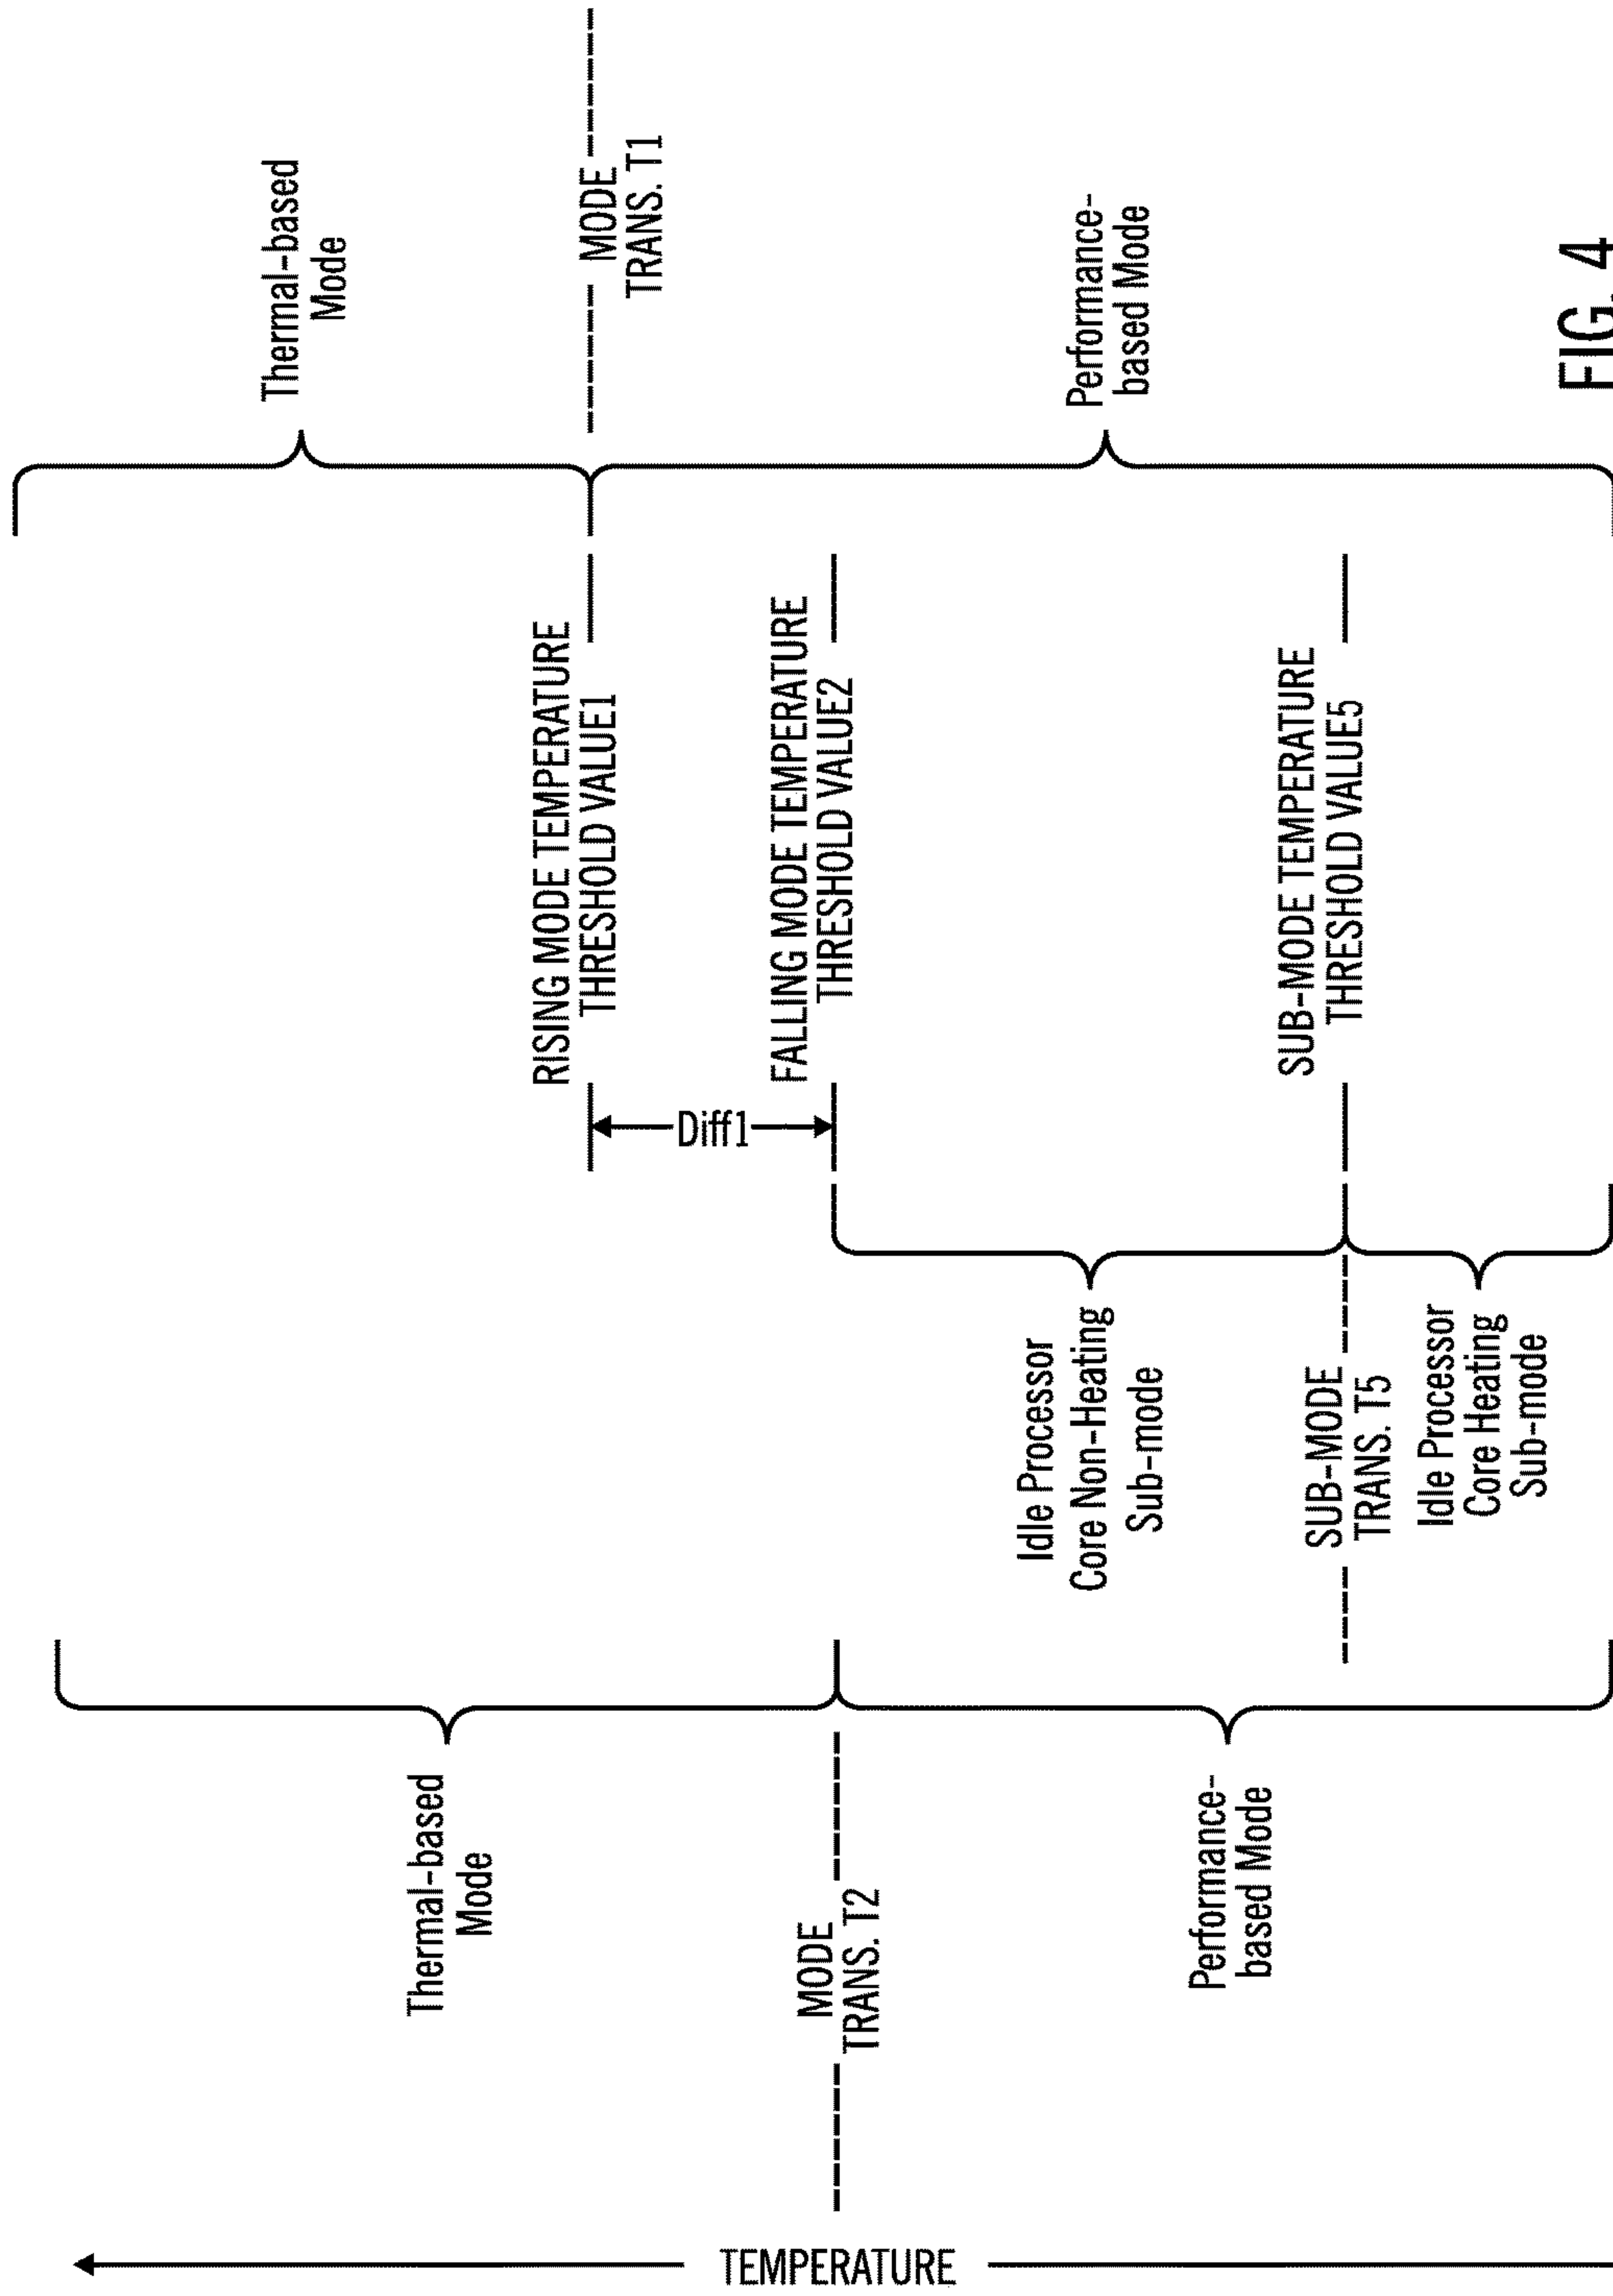 Thermal-based
Mode
MODE
TRANS. T1
Performance-
based Mode
RISING MODE TEMPERATURE
THRESHOLD VALUE1
FALLING MODE TEMPERATURE
THRESHOLD VALUE2
SUB-MODE TEMPERATURE
THRESHOLD VALUE5
Diff1
Idle Processor
Core Non-Heating
Sub-mode
SUB-MODE
TRANS. T5
Idle Processor
Core Heating
Sub-mode
Thermal-based
Mode
MODE
TRANS. T2
Performance-
based Mode
TEMPERATURE
FIG. 4